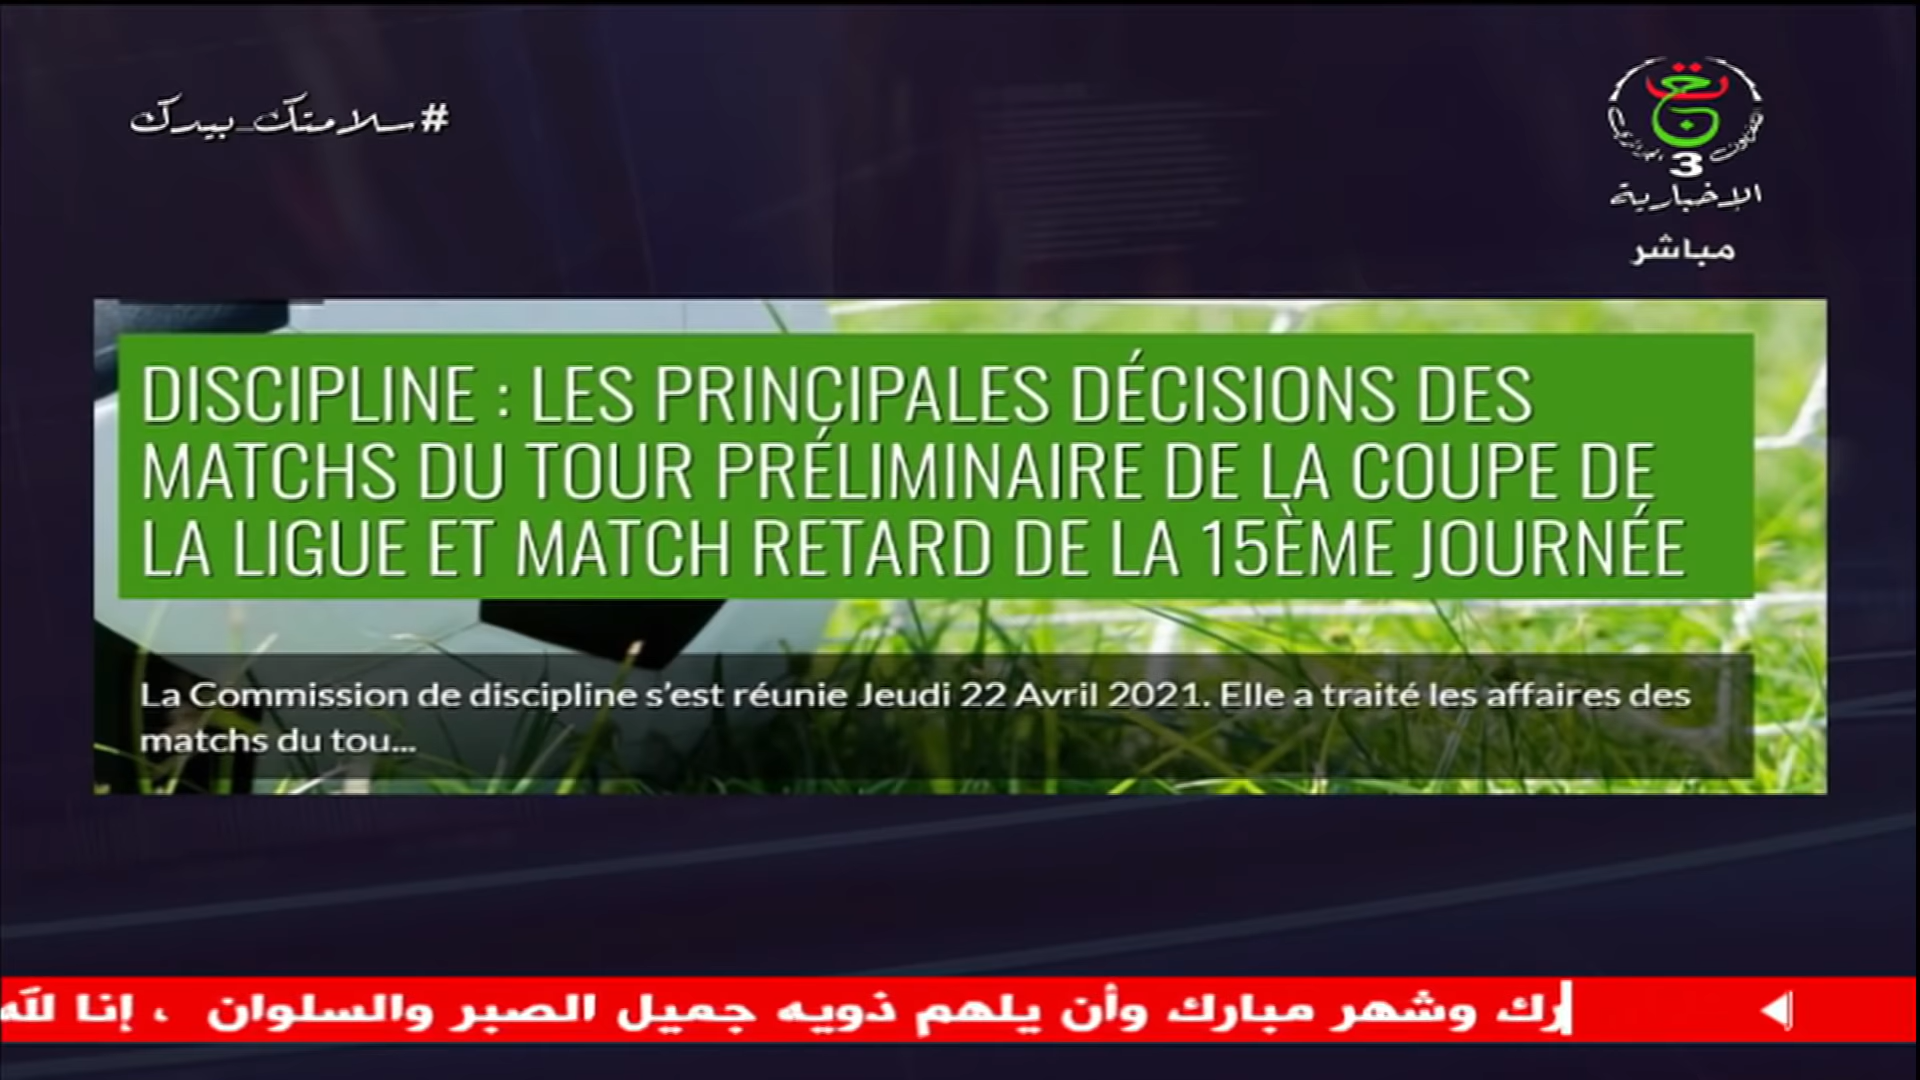 #سلامتك_بيدك
3
الإخبارية
مباشر
DISCIPLINE : LES PRINCIPALES DÉCISIONS DES
MATCHS DU TOUR PRÉLIMINAIRE DE LA COUPE DE
LA LIGUE ET MATCH RETARD DE LA 15ÈME JOURNÉE
La Commission de discipline s’est réunie Jeudi 22 Avril 2021. Elle a traité les affaires des
matchs du tou...
رك وشهر مبارك وأن يلهم ذويه جميل الصبر والسلوان ، إنا لله